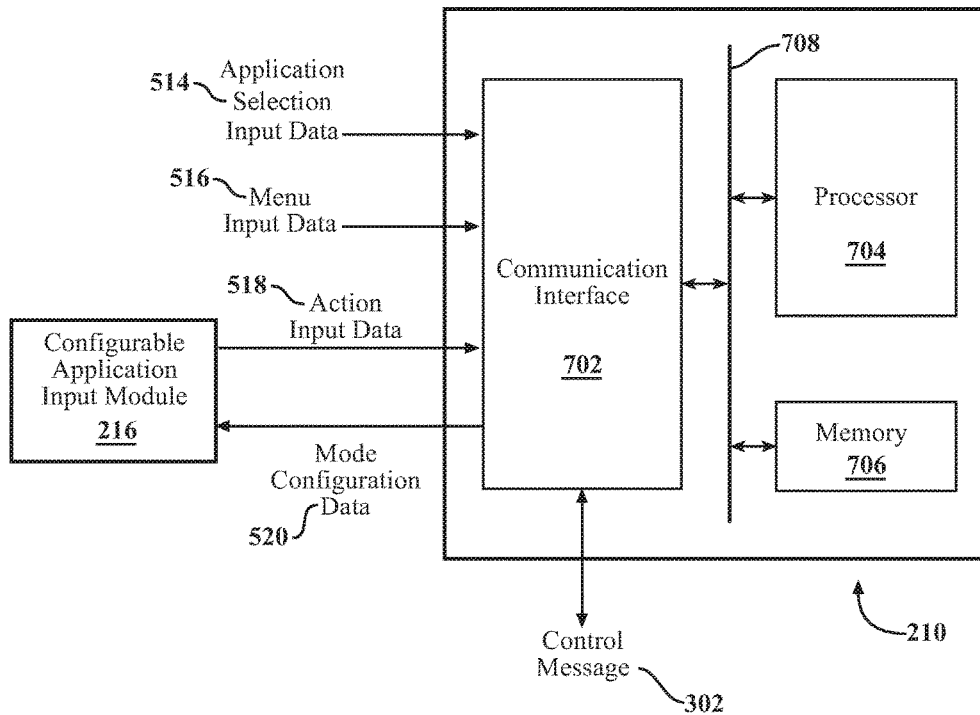 708
514
Application
Selection
Input Data
516
Menu
Input Data
518
Action
Input Data
Configurable
Application
Input Module
216
Mode
Configuration
Data
520
Communication
Interface
702
Processor
704
Memory
706
210
Control
Message
302